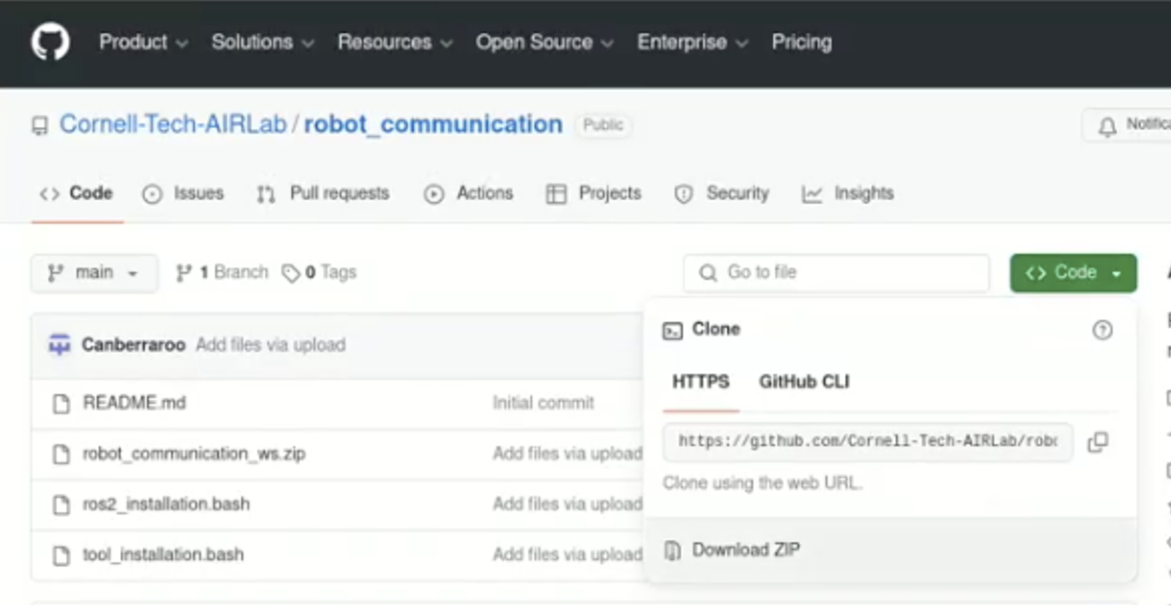 Product Solutions Resources Open Source Enterprise Pricing
Cornell-Tech-AIRLab / robot_communication Public
Code Issues Pull requests Actions Projects Security Insights
main 1 Branch 0 Tags Go to file Code
Clone
Canberraroo Add files via upload
HTTPS GitHub CLI
README.md Initial commit
https://github.com/Cornell-Tech-AIRLab/rob
robot_communication_ws.zip Add files via upload
Clone using the web URL.
ros2_installation.bash Add files via upload
tool_installation.bash Add files via upload
Download ZIP